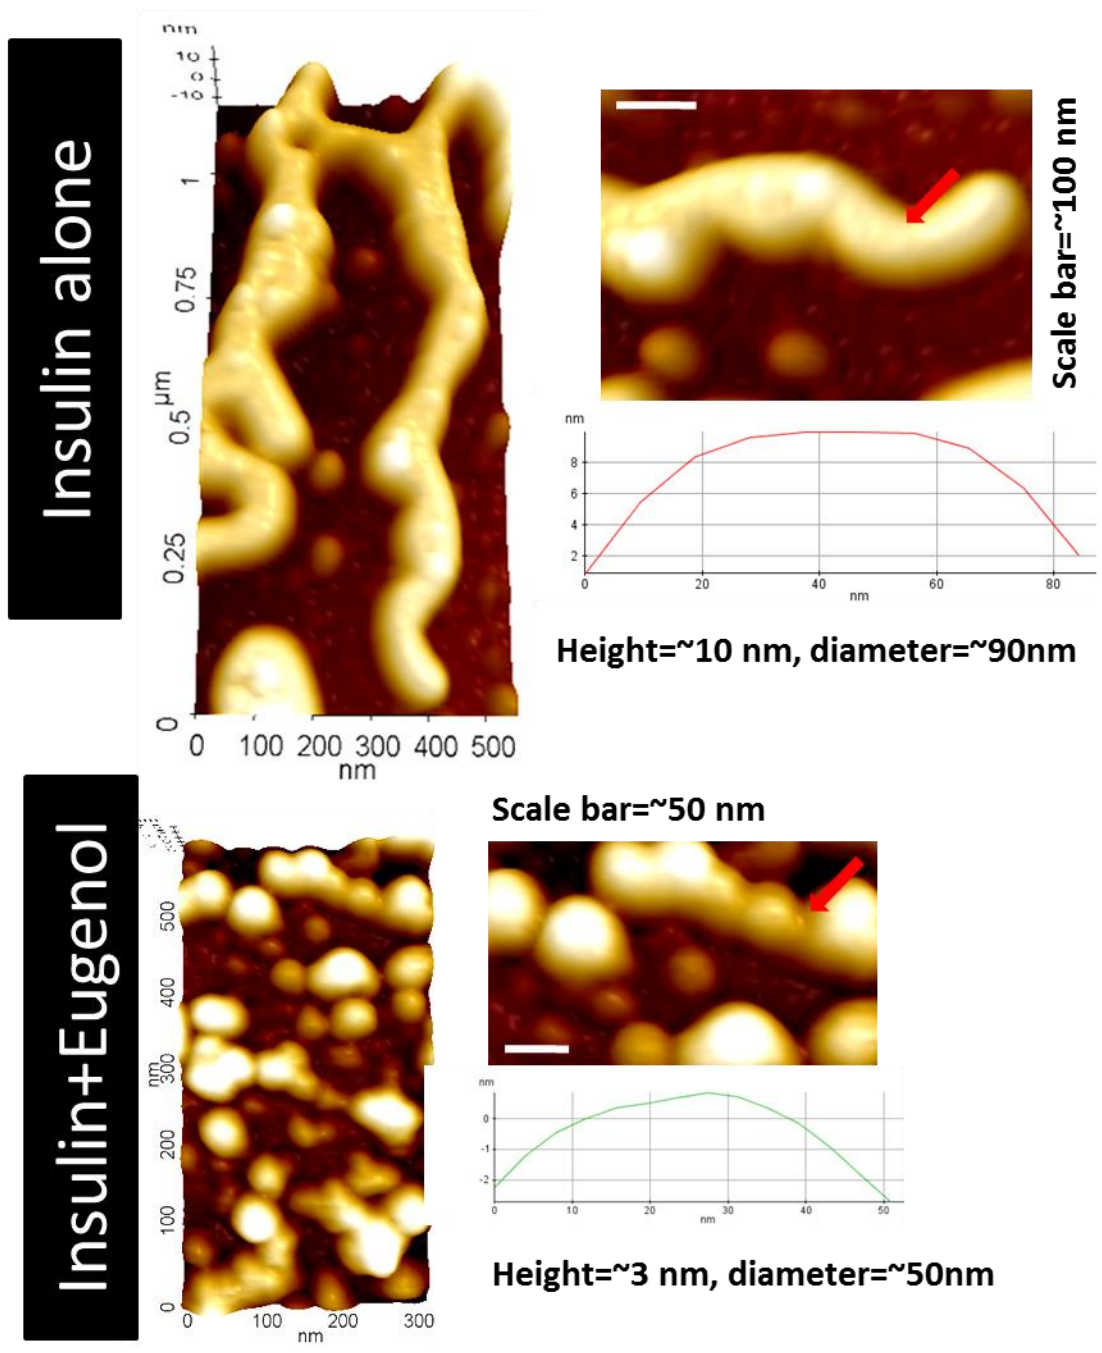 Insulin alone
nm
10
0
-10
1
0.75
µm
0.5
0.25
0
0 100 200 300 400 500
nm
Scale bar=~100 nm
nm
8
6
4
2
0 20 40 60 80
nm
Height=~10 nm, diameter=~90nm
Insulin+Eugenol
500
400
300
nm
200
100
0
0 100 200 300
nm
Scale bar=~50 nm
nm
0
-1
-2
0 10 20 30 40 50
nm
Height=~3 nm, diameter=~50nm